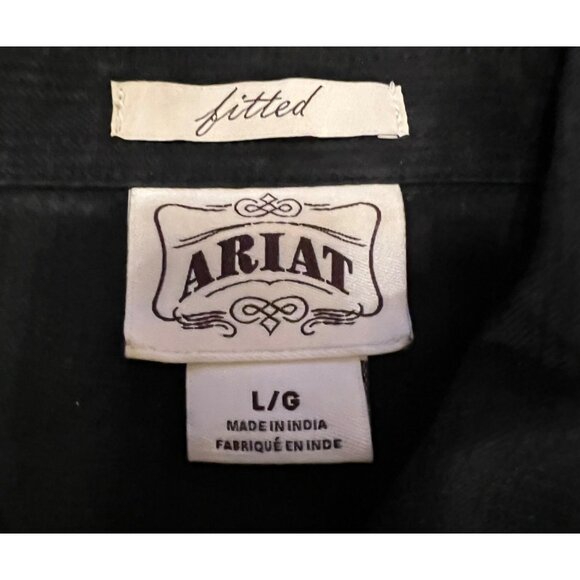 fitted
ARIAT
L/G
MADE IN INDIA
FABRIQUÉ EN INDE